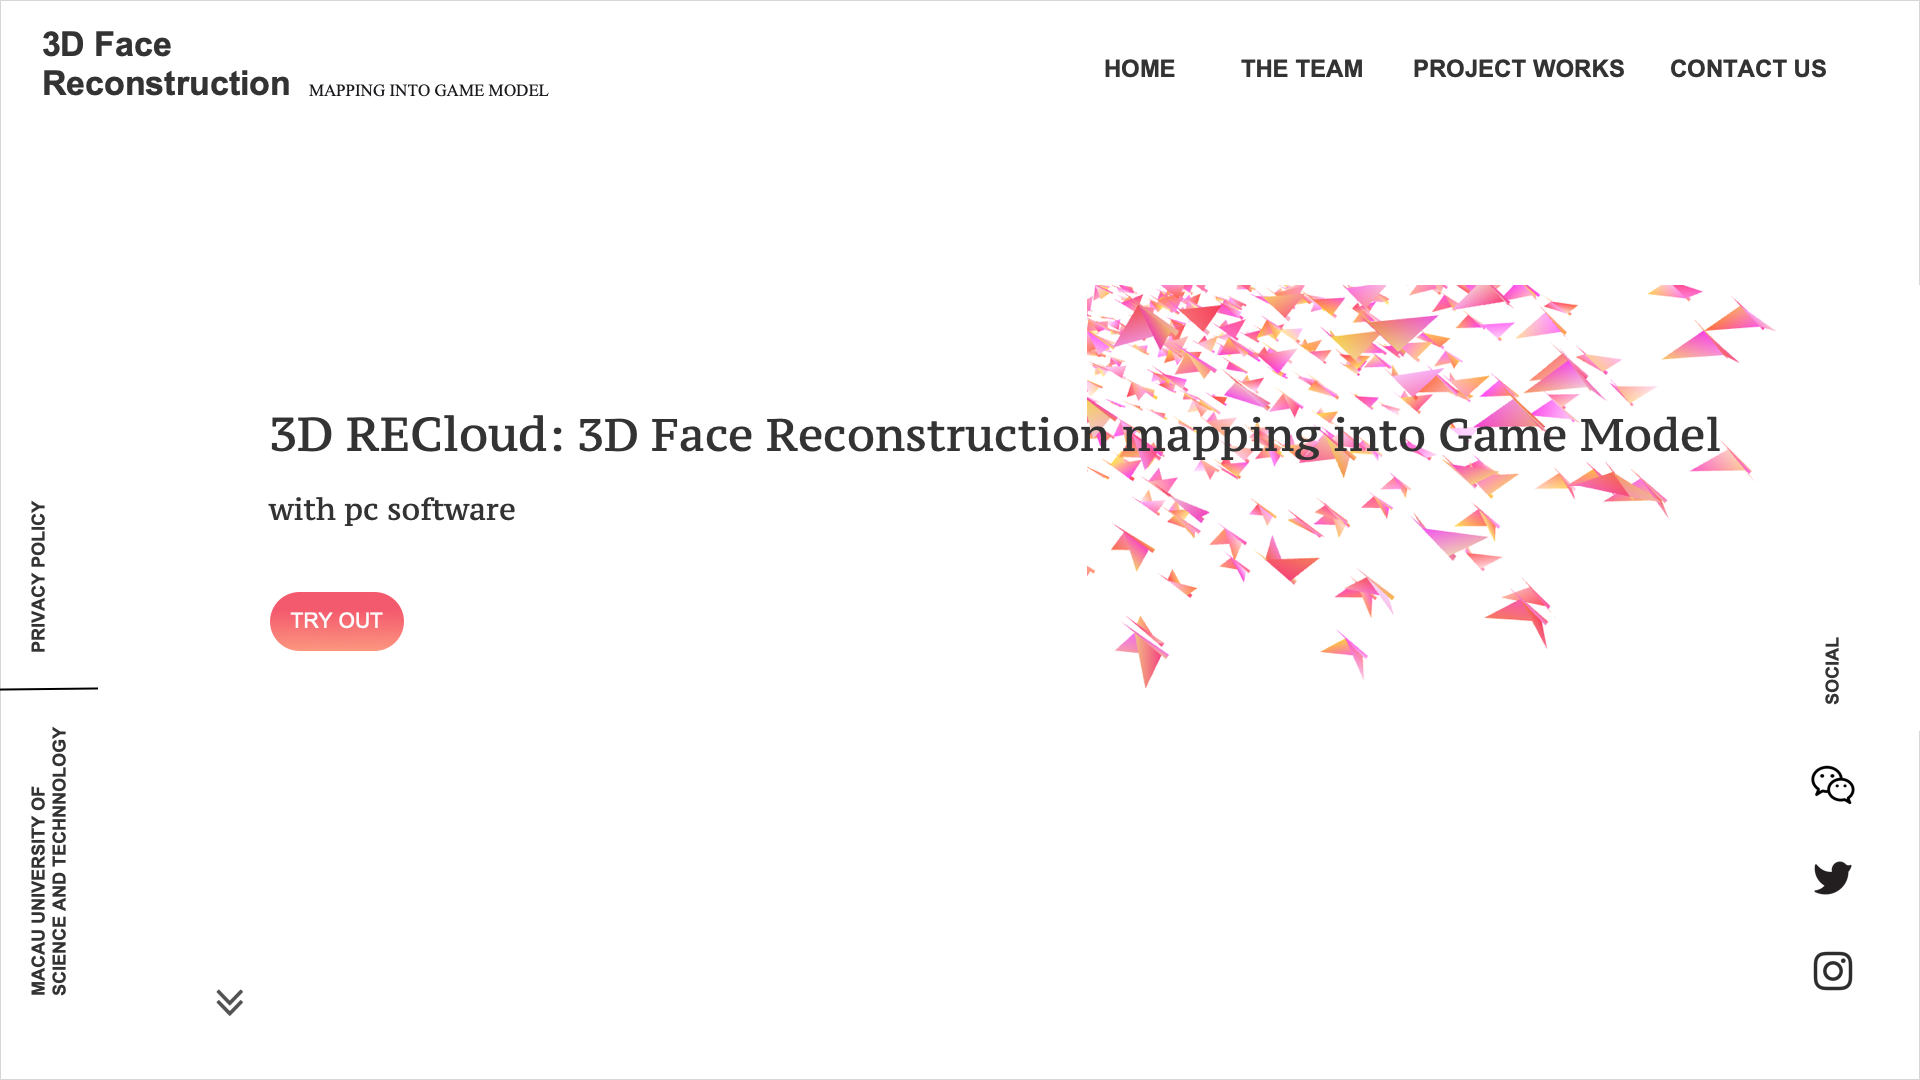 3D Face
Reconstruction
MAPPING INTO GAME MODEL
HOME
THE TEAM
PROJECT WORKS
CONTACT US
3D RECloud: 3D Face Reconstruction mapping into Game Model
with pc software
TRY OUT
PRIVACY POLICY
MACAU UNIVERSITY OF
SCIENCE AND TECHNNOLOGY
SOCIAL